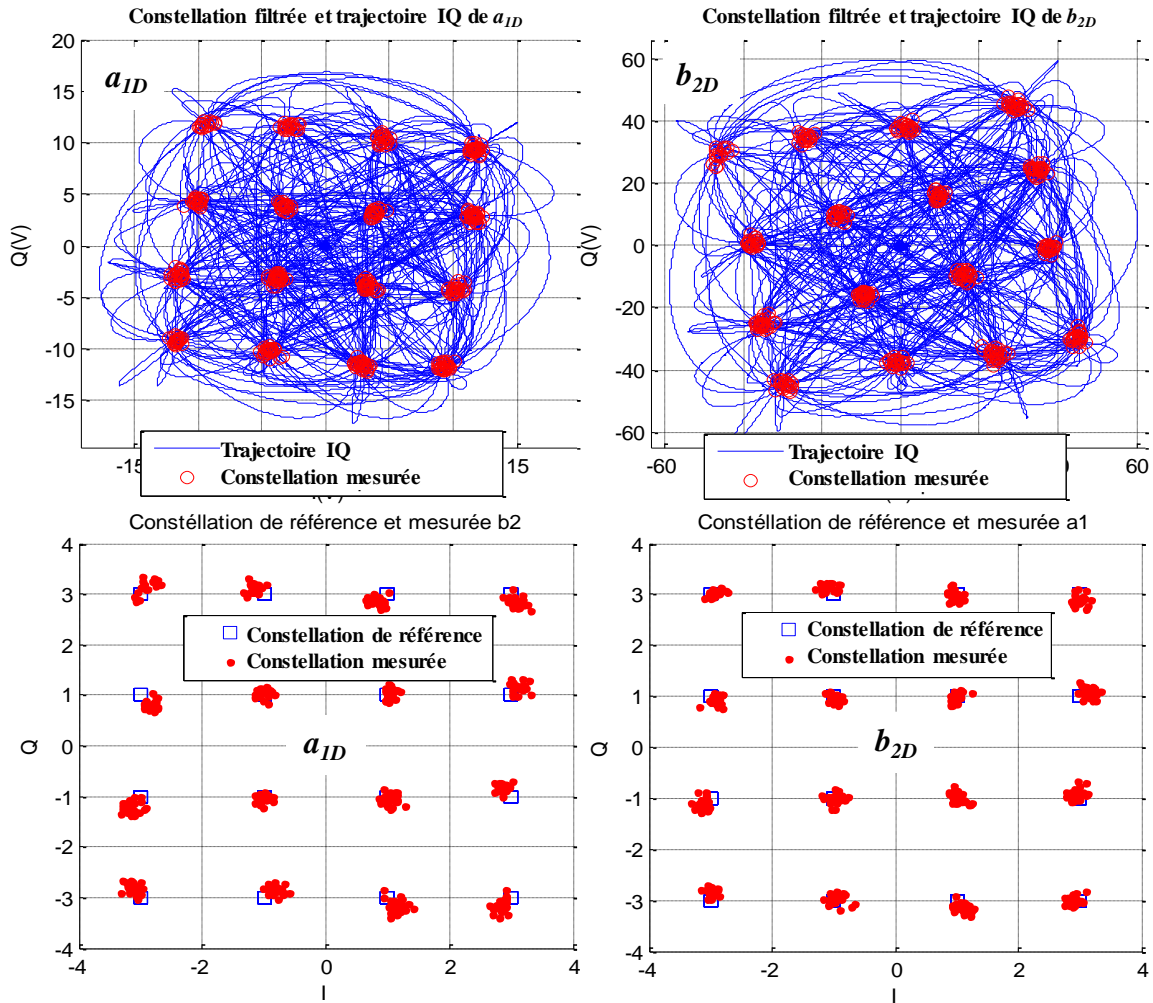 Constellation filtrée et trajectoire IQ de a1D
Constellation filtrée et trajectoire IQ de b2D
20
15
10
5
0
-5
-10
-15
Q(V)
a1D
-15
15
Trajectoire IQ
Constellation mesurée
60
40
20
0
-20
-40
-60
Q(V)
b2D
-60
60
Trajectoire IQ
Constellation mesurée
Constéllation de référence et mesurée b2
4
3
2
1
0
-1
-2
-3
-4
Q
Constellation de référence
Constellation mesurée
a1D
-4
-2
0
2
4
I
Constéllation de référence et mesurée a1
4
3
2
1
0
-1
-2
-3
-4
Q
Constellation de référence
Constellation mesurée
b2D
-4
-2
0
2
4
I